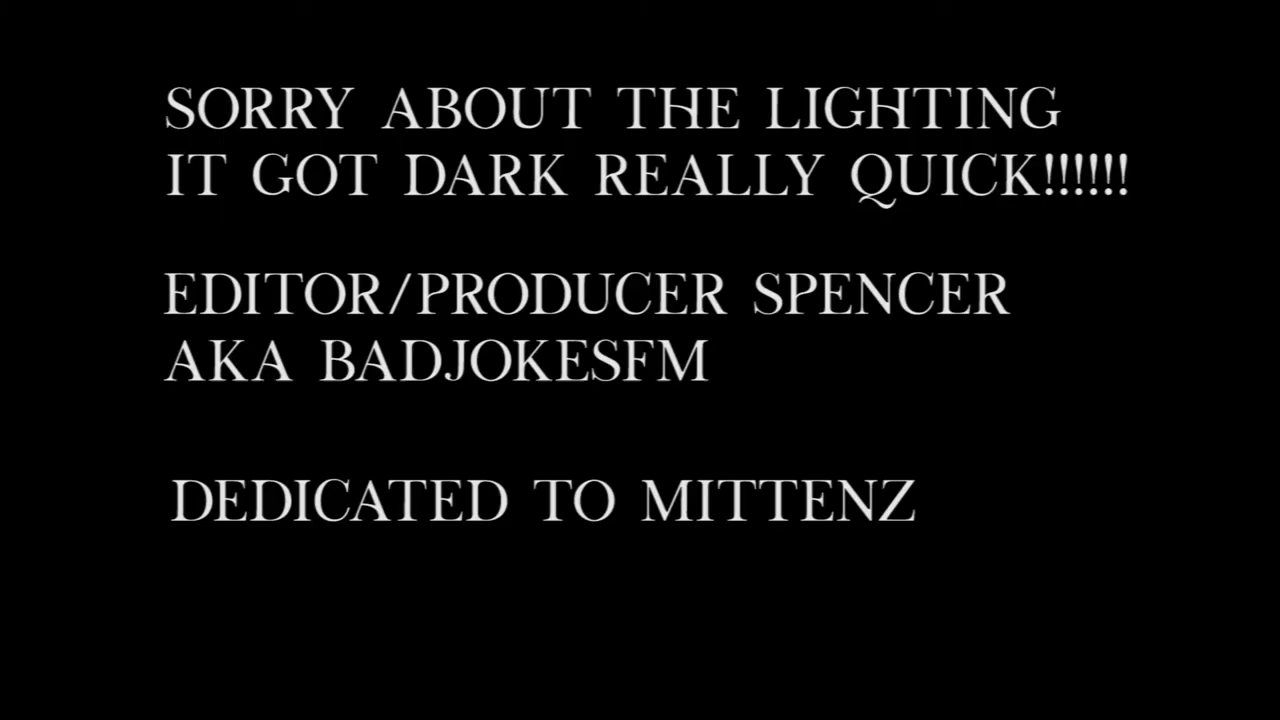 SORRY ABOUT THE LIGHTING
IT GOT DARK REALLY QUICK!!!!!!
EDITOR/PRODUCER SPENCER
AKA BADJOKESFM
DEDICATED TO MITTENZ